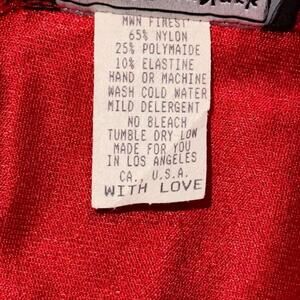 MWN FINEST
65% NYLON
25% POLYMAIDE
10% ELASTINE
HAND OR MACHINE
WASH COLD WATER
MILD DETERGENT
NO BLEACH
TUMBLE DRY LOW
MADE FOR YOU
IN LOS ANGELES
CA., U.S.A.
WITH LOVE